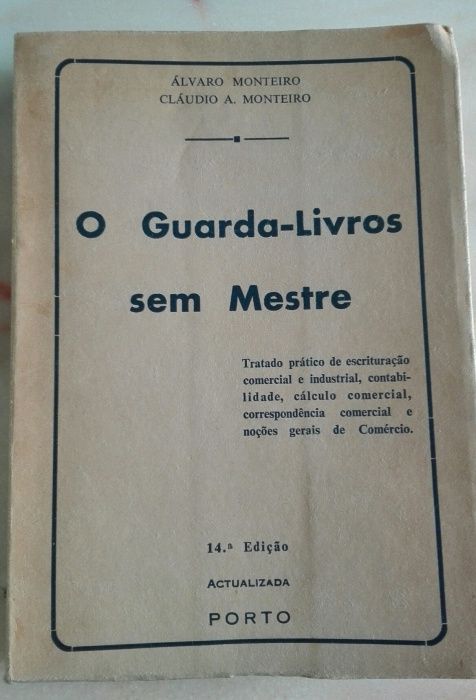 ÁLVARO MONTEIRO
CLÁUDIO A. MONTEIRO
O Guarda-Livros
sem Mestre
Tratado prático de escrituração
comercial e industrial, contabi-
lidade, cálculo comercial,
correspondência comercial e
noções gerais de Comércio.
14.ª Edição
ACTUALIZADA
PORTO